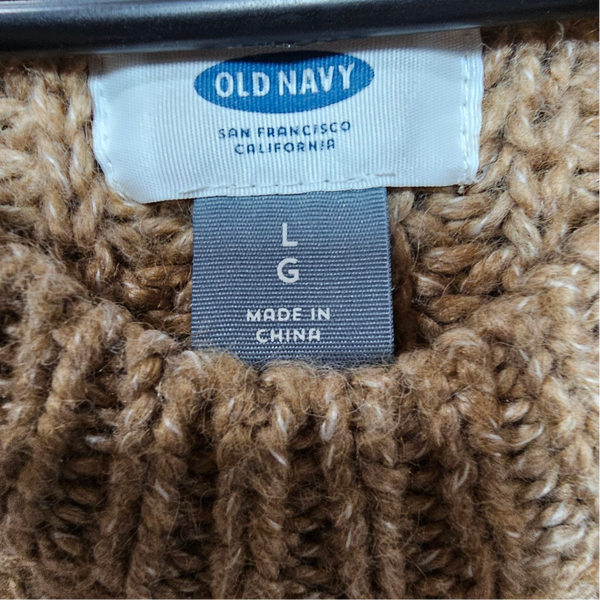 OLD NAVY
SAN FRANCISCO
CALIFORNIA
L
G
MADE IN
CHINA